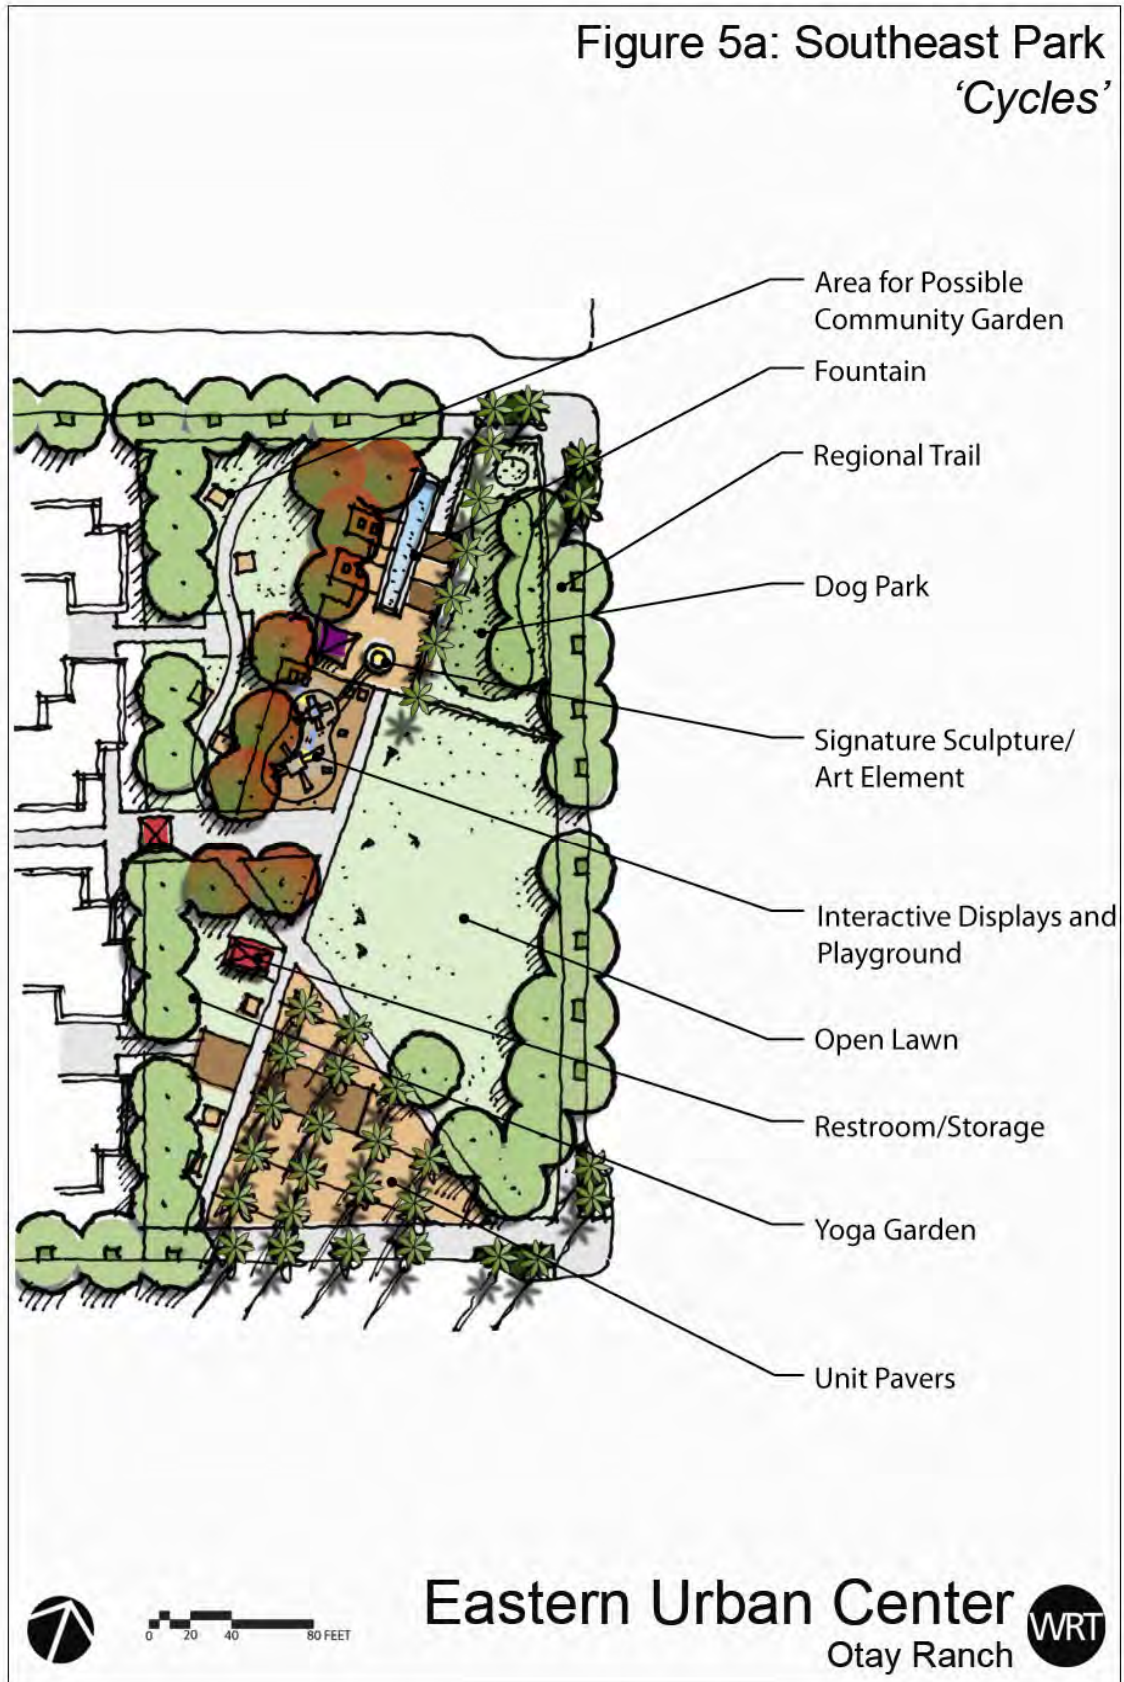 Figure 5a: Southeast Park
‘Cycles’
Area for Possible
Community Garden
Fountain
Regional Trail
Dog Park
Signature Sculpture/
Art Element
Interactive Displays and
Playground
Open Lawn
Restroom/Storage
Yoga Garden
Unit Pavers
0 20 40 80 FEET
Eastern Urban Center
Otay Ranch
WRT